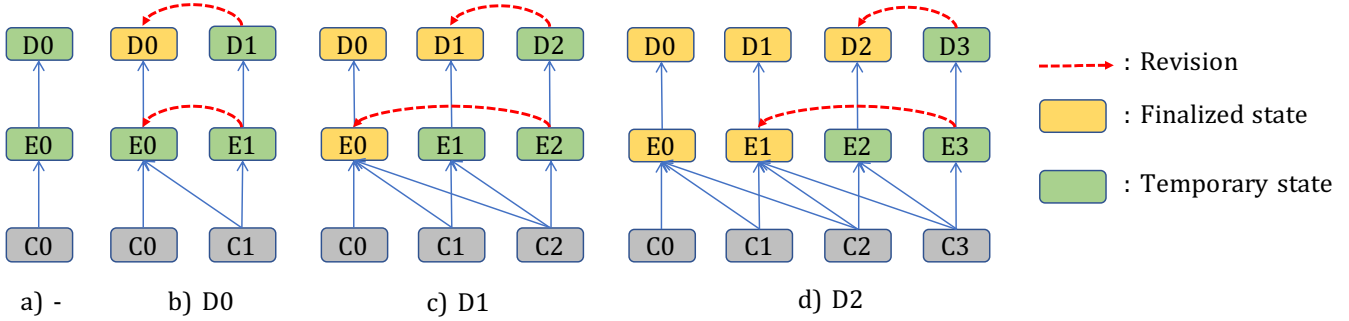 D0 D0 D1 D0 D1 D2 D0 D1 D2 D3
: Revision
: Finalized state
E0 E0 E1 E0 E1 E2 E0 E1 E2 E3
: Temporary state
C0 C0 C1 C0 C1 C2 C0 C1 C2 C3
a) - b) D0 c) D1 d) D2